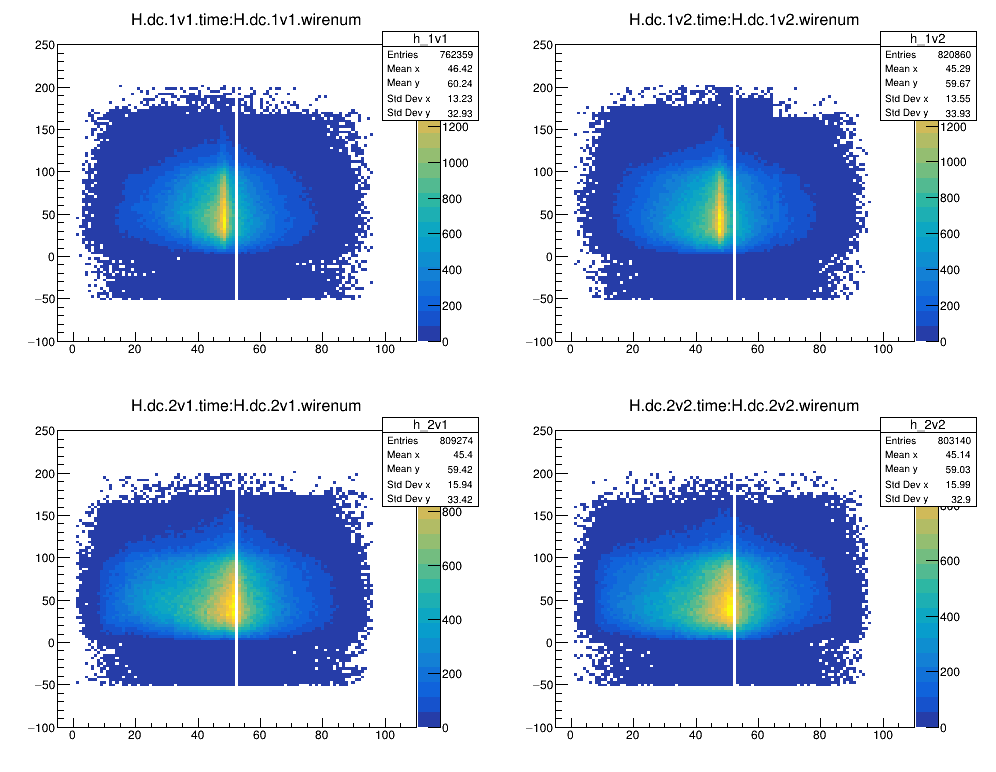 H.dc.1v1.time:H.dc.1v1.wirenum
h_1v1
Entries 762359
Mean x 46.42
Mean y 60.24
Std Dev x 13.23
Std Dev y 32.93
250
200
150
100
50
0
−50
−100
0 20 40 60 80 100
1200
1000
800
600
400
200
0
H.dc.1v2.time:H.dc.1v2.wirenum
h_1v2
Entries 820860
Mean x 45.29
Mean y 59.67
Std Dev x 13.55
Std Dev y 33.93
250
200
150
100
50
0
−50
−100
0 20 40 60 80 100
1200
1000
800
600
400
200
0
H.dc.2v1.time:H.dc.2v1.wirenum
h_2v1
Entries 809274
Mean x 45.4
Mean y 59.42
Std Dev x 15.94
Std Dev y 33.42
250
200
150
100
50
0
−50
−100
0 20 40 60 80 100
800
600
400
200
0
H.dc.2v2.time:H.dc.2v2.wirenum
h_2v2
Entries 803140
Mean x 45.14
Mean y 59.03
Std Dev x 15.99
Std Dev y 32.9
250
200
150
100
50
0
−50
−100
0 20 40 60 80 100
600
400
200
0